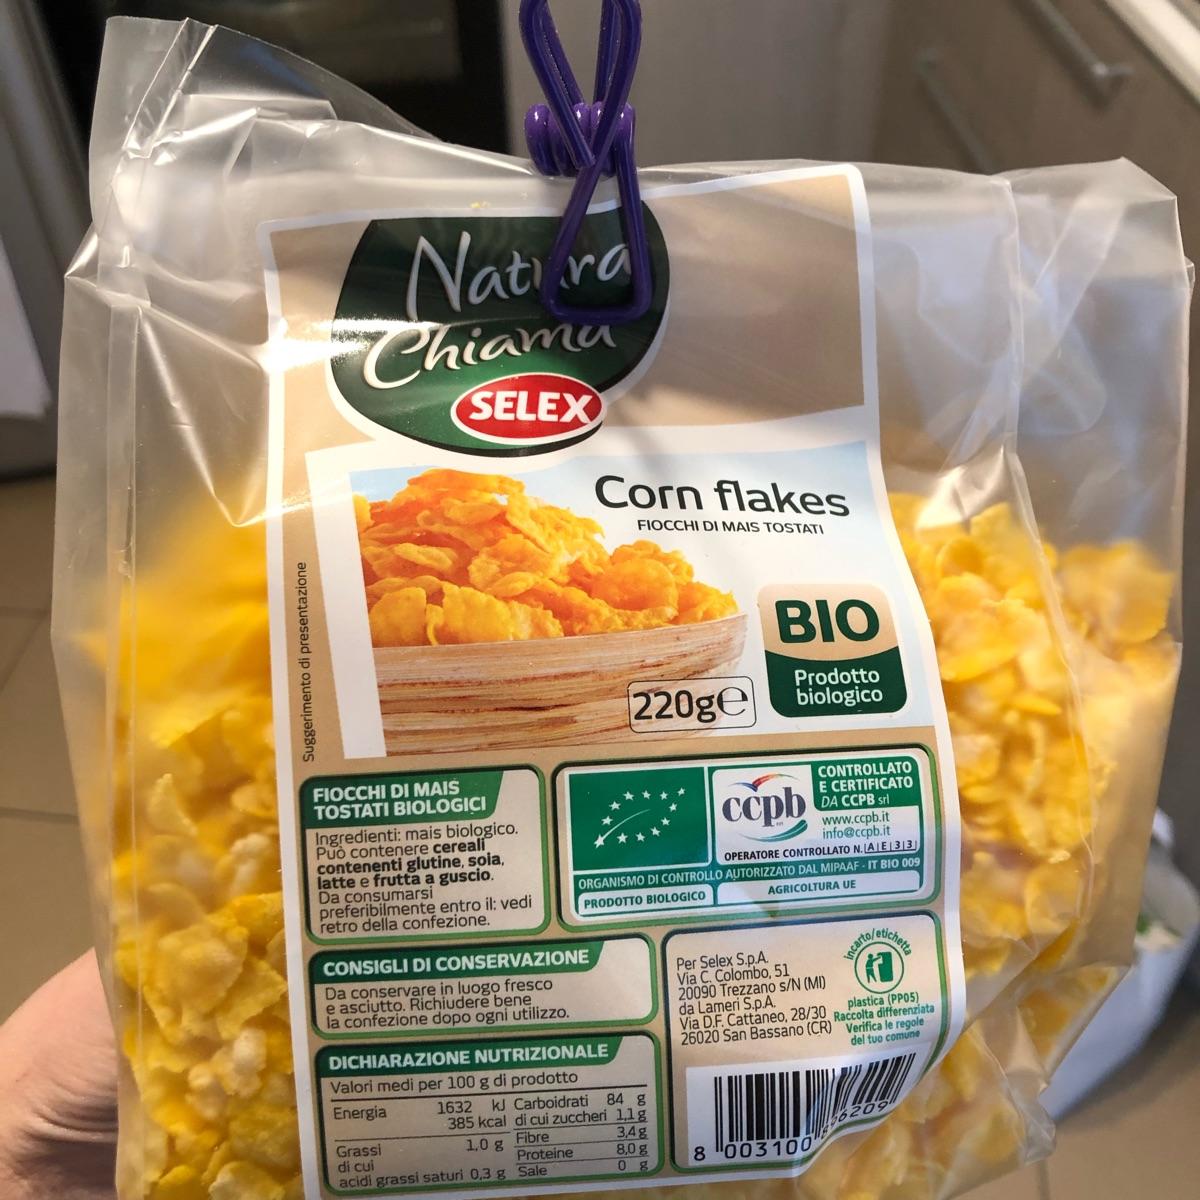 Natura
Chiama
SELEX
Corn flakes
FIOCCHI DI MAIS TOSTATI
Suggerimento di presentazione
BIO
Prodotto
biologico
220g℮
FIOCCHI DI MAIS
TOSTATI BIOLOGICI
Ingredienti: mais biologico.
Può contenere cereali
contenenti glutine, soia,
latte e frutta a guscio.
Da consumarsi
preferibilmente entro il: vedi
retro della confezione.
ccpb
CONTROLLATO
E CERTIFICATO
DA CCPB srl
www.ccpb.it
info@ccpb.it
OPERATORE CONTROLLATO N. AE33
ORGANISMO DI CONTROLLO AUTORIZZATO DAL MIPAAF - IT BIO 009
PRODOTTO BIOLOGICO
AGRICOLTURA UE
CONSIGLI DI CONSERVAZIONE
Da conservare in luogo fresco
e asciutto. Richiudere bene
la confezione dopo ogni utilizzo.
Per Selex S.p.A.
Via C. Colombo, 51
20090 Trezzano s/N (MI)
da Lameri S.p.A.
Via D.F. Cattaneo, 28/30
26020 San Bassano (CR)
incarto/etichetta
plastica (PP05)
Raccolta differenziata
Verifica le regole
del tuo comune
DICHIARAZIONE NUTRIZIONALE
Valori medi per 100 g di prodotto
Energia 1632 kJ
385 kcal
Grassi 1,0 g
di cui
acidi grassi saturi 0,3 g
Carboidrati 84 g
di cui zuccheri 1,1 g
Fibre 3,4 g
Proteine 8,0 g
Sale 0 g
8 003100 6209